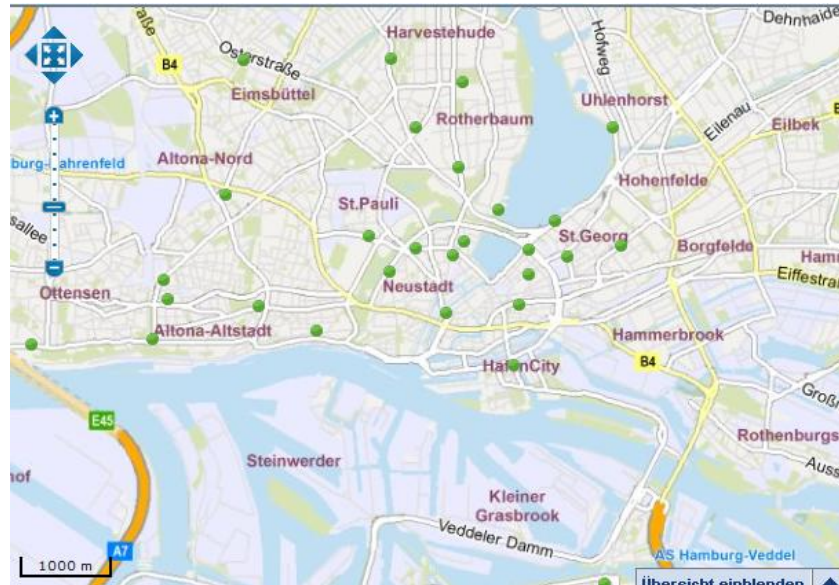 Dehnhaide
Harvestehude
Osterstraße
Hofweg
B4
Eimsbüttel
Uhlenhorst
Rotherbaum
Eilenau
Eilbek
Altona-Nord
Hohenfelde
St.Pauli
St.Georg
Borgfelde
Ottensen
Neustadt
Altona-Altstadt
Hammerbrook
HafenCity
B4
E45
Steinwerder
Kleiner
Grasbrook
Veddeler Damm
A7
AS Hamburg-Veddel
1000 m
Übersicht einblenden